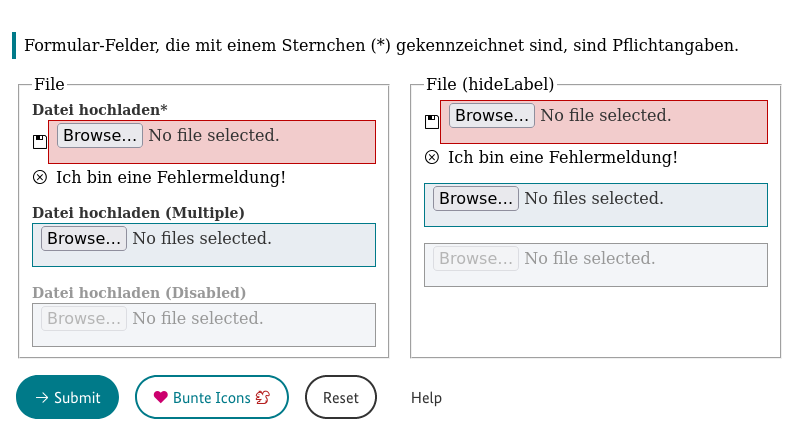 Formular-Felder, die mit einem Sternchen (*) gekennzeichnet sind, sind Pflichtangaben.
File
Datei hochladen*
Browse... No file selected.
Ich bin eine Fehlermeldung!
Datei hochladen (Multiple)
Browse... No files selected.
Datei hochladen (Disabled)
Browse... No file selected.
File (hideLabel)
Browse... No file selected.
Ich bin eine Fehlermeldung!
Browse... No files selected.
Browse... No file selected.
→ Submit
Bunte Icons
Reset
Help